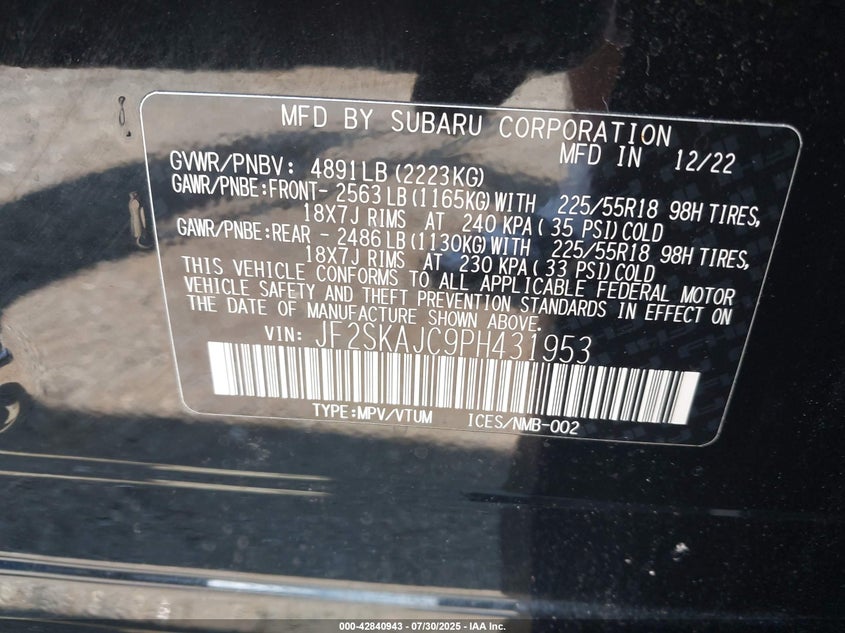 MFD BY SUBARU CORPORATION
MFD IN 12/22
GVWR/PNBV: 4891LB (2223KG)
GAWR/PNBE:FRONT- 2563 LB (1165KG) WITH 225/55R18 98H TIRES,
18X7J RIMS AT 240 KPA ( 35 PSI) COLD
GAWR/PNBE:REAR - 2486 LB (1130KG) WITH 225/55R18 98H TIRES,
18X7J RIMS AT 230 KPA ( 33 PSI) COLD
THIS VEHICLE CONFORMS TO ALL APPLICABLE FEDERAL MOTOR
VEHICLE SAFETY AND THEFT PREVENTION STANDARDS IN EFFECT ON
THE DATE OF MANUFACTURE SHOWN ABOVE.
VIN: JF2SKAJC9PH431953
TYPE:MPV/VTUM ICES/NMB-002
000-42840943 / 07/30/2025 - IAA Inc.